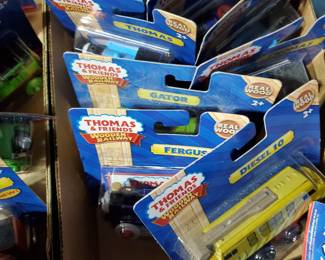 THOMAS
REAL
WOOD
2+
THOMAS
& FRIENDS
WOODEN
RAILWAY
GATOR
REAL
WOOD
2+
THOMAS
& FRIENDS
WOODEN
RAILWAY
FERGUS
DIESEL 10
REAL
WOOD
2+
THOMAS
& FRIENDS
WOODEN
RAILWAY